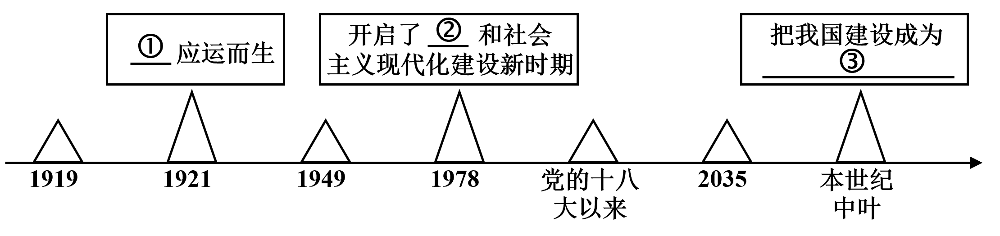 ① 应运而生
开启了 ② 和社会
主义现代化建设新时期
把我国建设成为
③
1919
1921
1949
1978
党的十八
大以来
2035
本世纪
中叶